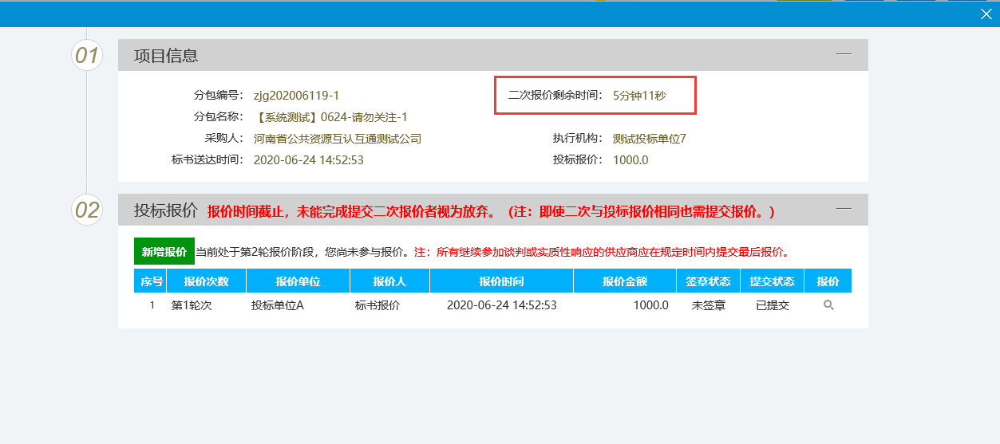 01
项目信息
分包编号： zjg202006119-1 二次报价剩余时间： 5分钟11秒
分包名称： 【系统测试】0624-请勿关注-1
采购人： 河南省公共资源互认互通测试公司 执行机构： 测试投标单位7
标书送达时间： 2020-06-24 14:52:53 投标报价： 1000.0
02
投标报价 报价时间截止，未能完成提交二次报价者视为放弃。（注：即使二次与投标报价相同也需提交报价。）
新增报价 当前处于第2轮报价阶段，您尚未参与报价。注：所有继续参加谈判或实质性响应的供应商应在规定时间内提交最后报价。
序号 报价次数 报价单位 报价人 报价时间 报价金额 签章状态 提交状态 报价
1 第1轮次 投标单位A 标书报价 2020-06-24 14:52:53 1000.0 未签章 已提交